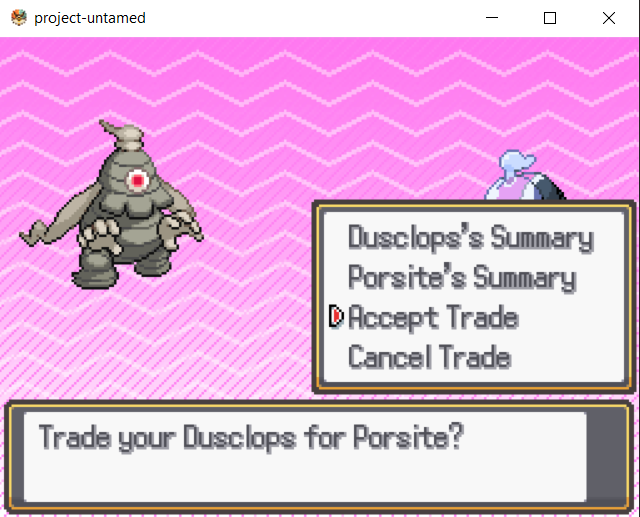 project-untamed
Dusclops's Summary
Porsite's Summary
Accept Trade
Cancel Trade
Trade your Dusclops for Porsite?